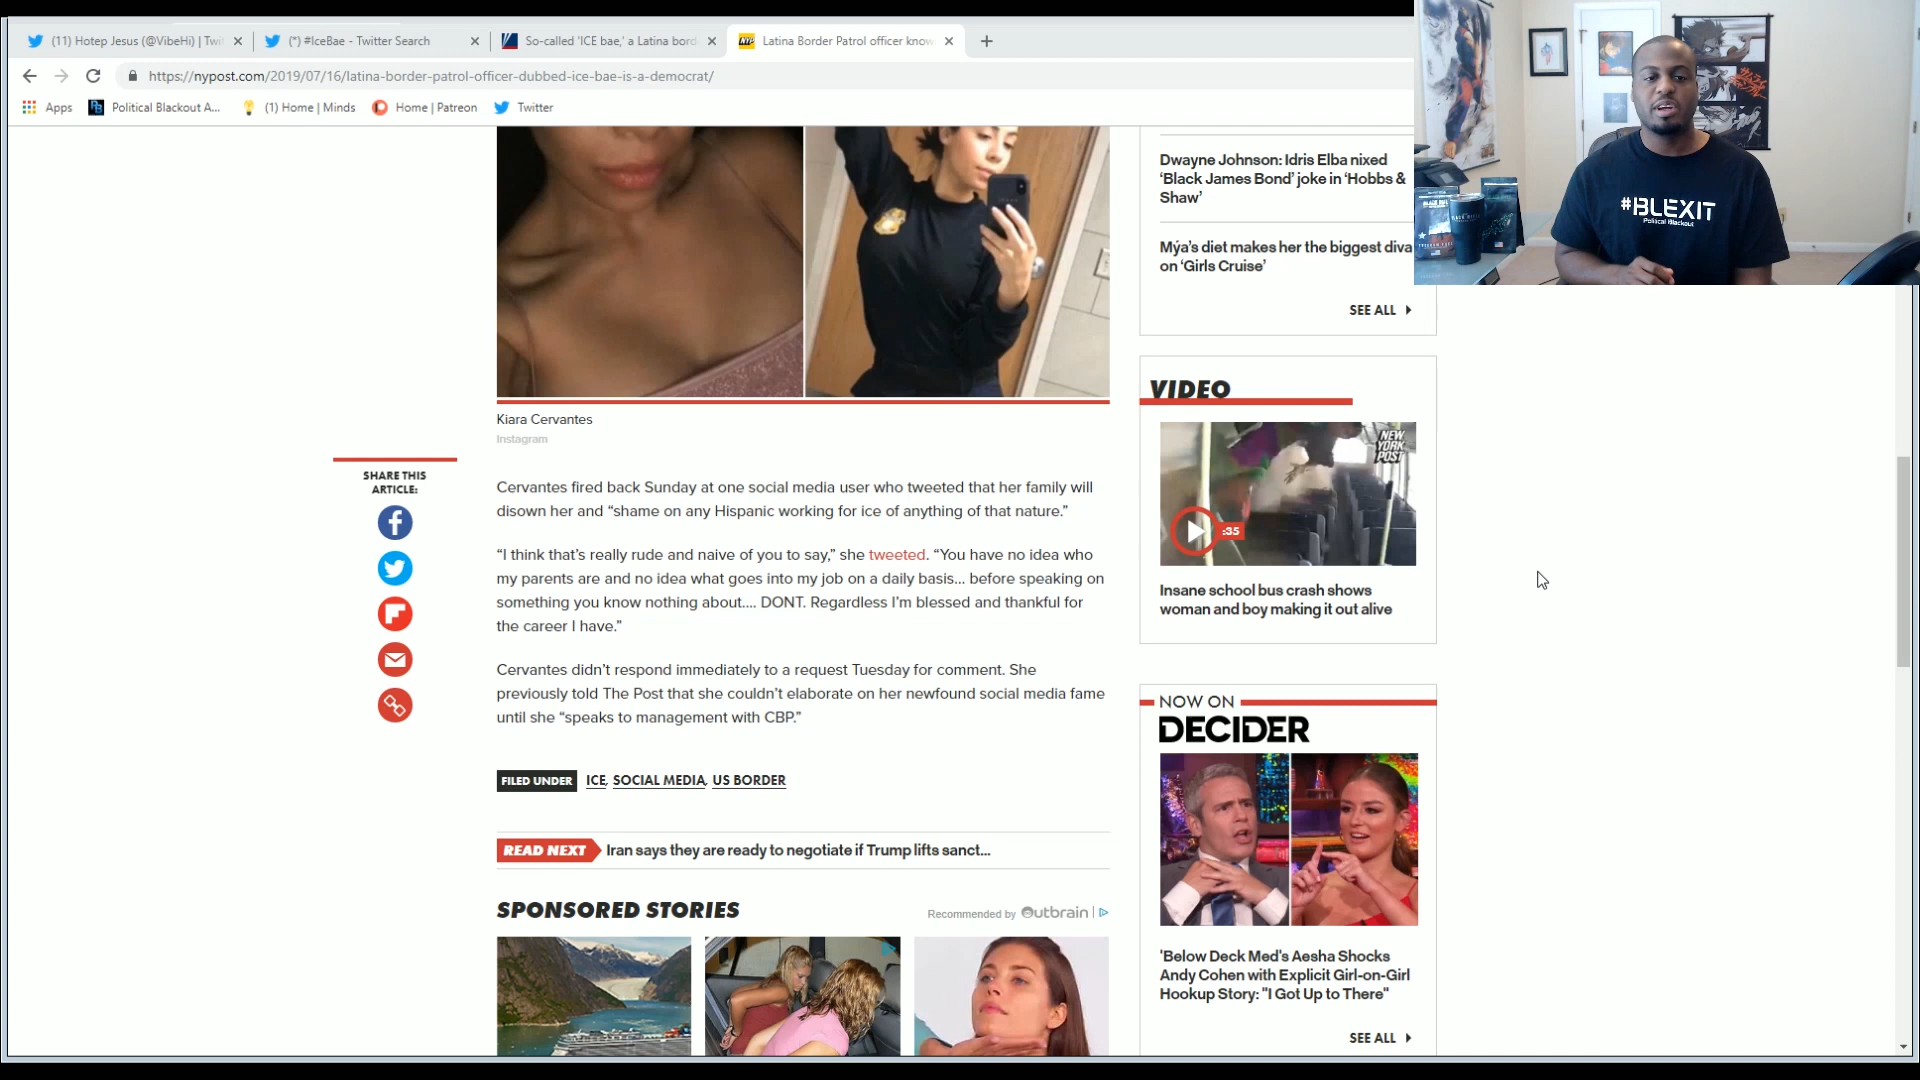 (11) Hotep Jesus (@VibeHi) | Twi
(*) #IceBae - Twitter Search
So-called 'ICE bae,' a Latina bord
NYP
Latina Border Patrol officer know
https://nypost.com/2019/07/16/latina-border-patrol-officer-dubbed-ice-bae-is-a-democrat/
Apps
Political Blackout A...
(1) Home | Minds
Home | Patreon
Twitter
#BLEXIT
Political Blackout
Kiara Cervantes
Instagram
SHARE THIS
ARTICLE:
Cervantes fired back Sunday at one social media user who tweeted that her family will
disown her and “shame on any Hispanic working for ice of anything of that nature.”
“I think that’s really rude and naive of you to say,” she tweeted. “You have no idea who
my parents are and no idea what goes into my job on a daily basis… before speaking on
something you know nothing about…. DONT. Regardless I’m blessed and thankful for
the career I have.”
Cervantes didn’t respond immediately to a request Tuesday for comment. She
previously told The Post that she couldn’t elaborate on her newfound social media fame
until she “speaks to management with CBP.”
FILED UNDER ICE, SOCIAL MEDIA, US BORDER
READ NEXT Iran says they are ready to negotiate if Trump lifts sanct...
SPONSORED STORIES
Recommended by Outbrain
Dwayne Johnson: Idris Elba nixed
‘Black James Bond’ joke in ‘Hobbs &
Shaw’
Mýa’s diet makes her the biggest diva
on ‘Girls Cruise’
SEE ALL
VIDEO
NEW
YORK
POST
:35
Insane school bus crash shows
woman and boy making it out alive
NOW ON
DECIDER
'Below Deck Med's Aesha Shocks
Andy Cohen with Explicit Girl-on-Girl
Hookup Story: "I Got Up to There"
SEE ALL